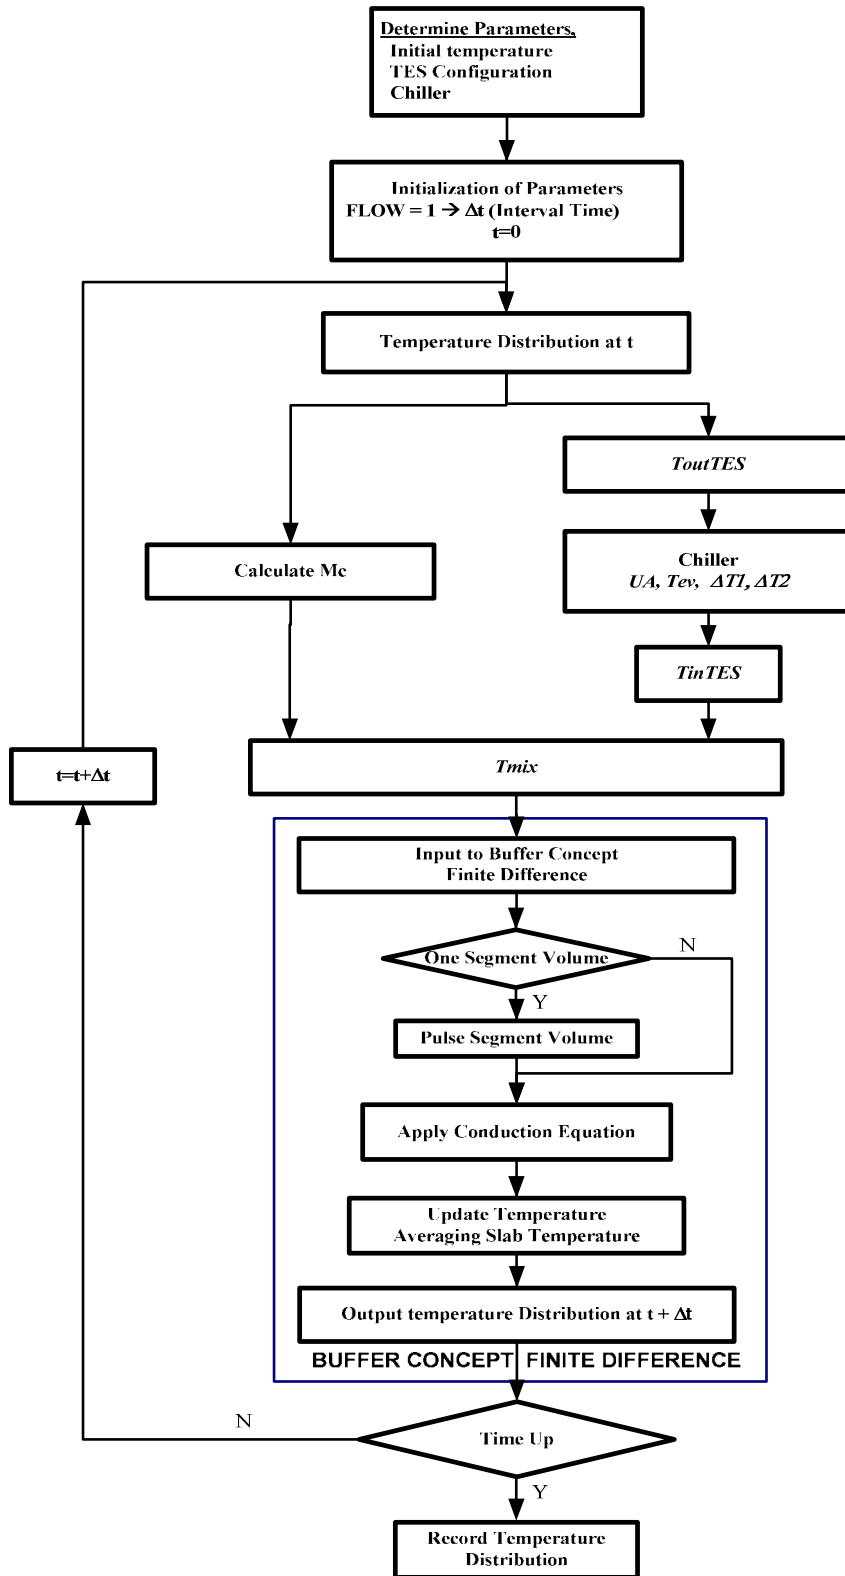 Determine Parameters,
Initial temperature
TES Configuration
Chiller
Initialization of Parameters
FLOW = 1 → Δt (Interval Time)
t=0
Temperature Distribution at t
ToutTES
Chiller
UA, Tev, ΔT1, ΔT2
Calculate Mc
TinTES
Tmix
t=t+Δt
Input to Buffer Concept
Finite Difference
One Segment Volume
N
Y
Pulse Segment Volume
Apply Conduction Equation
Update Temperature
Averaging Slab Temperature
Output temperature Distribution at t + Δt
BUFFER CONCEPT FINITE DIFFERENCE
N
Time Up
Y
Record Temperature
Distribution